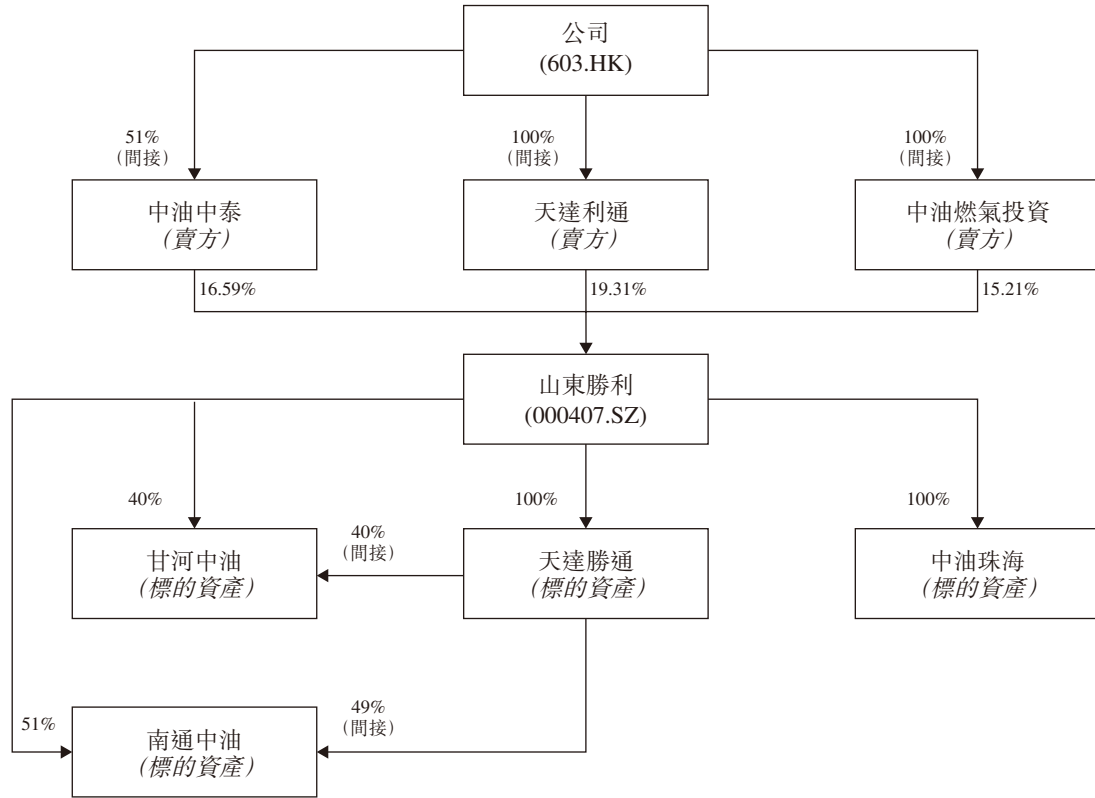 公司
(603.HK)
51%
(間接)
100%
(間接)
100%
(間接)
中油中泰
(賣方)
天達利通
(賣方)
中油燃氣投資
(賣方)
16.59%
19.31%
15.21%
山東勝利
(000407.SZ)
40%
100%
100%
40%
(間接)
甘河中油
(標的資產)
天達勝通
(標的資產)
中油珠海
(標的資產)
51%
49%
(間接)
南通中油
(標的資產)